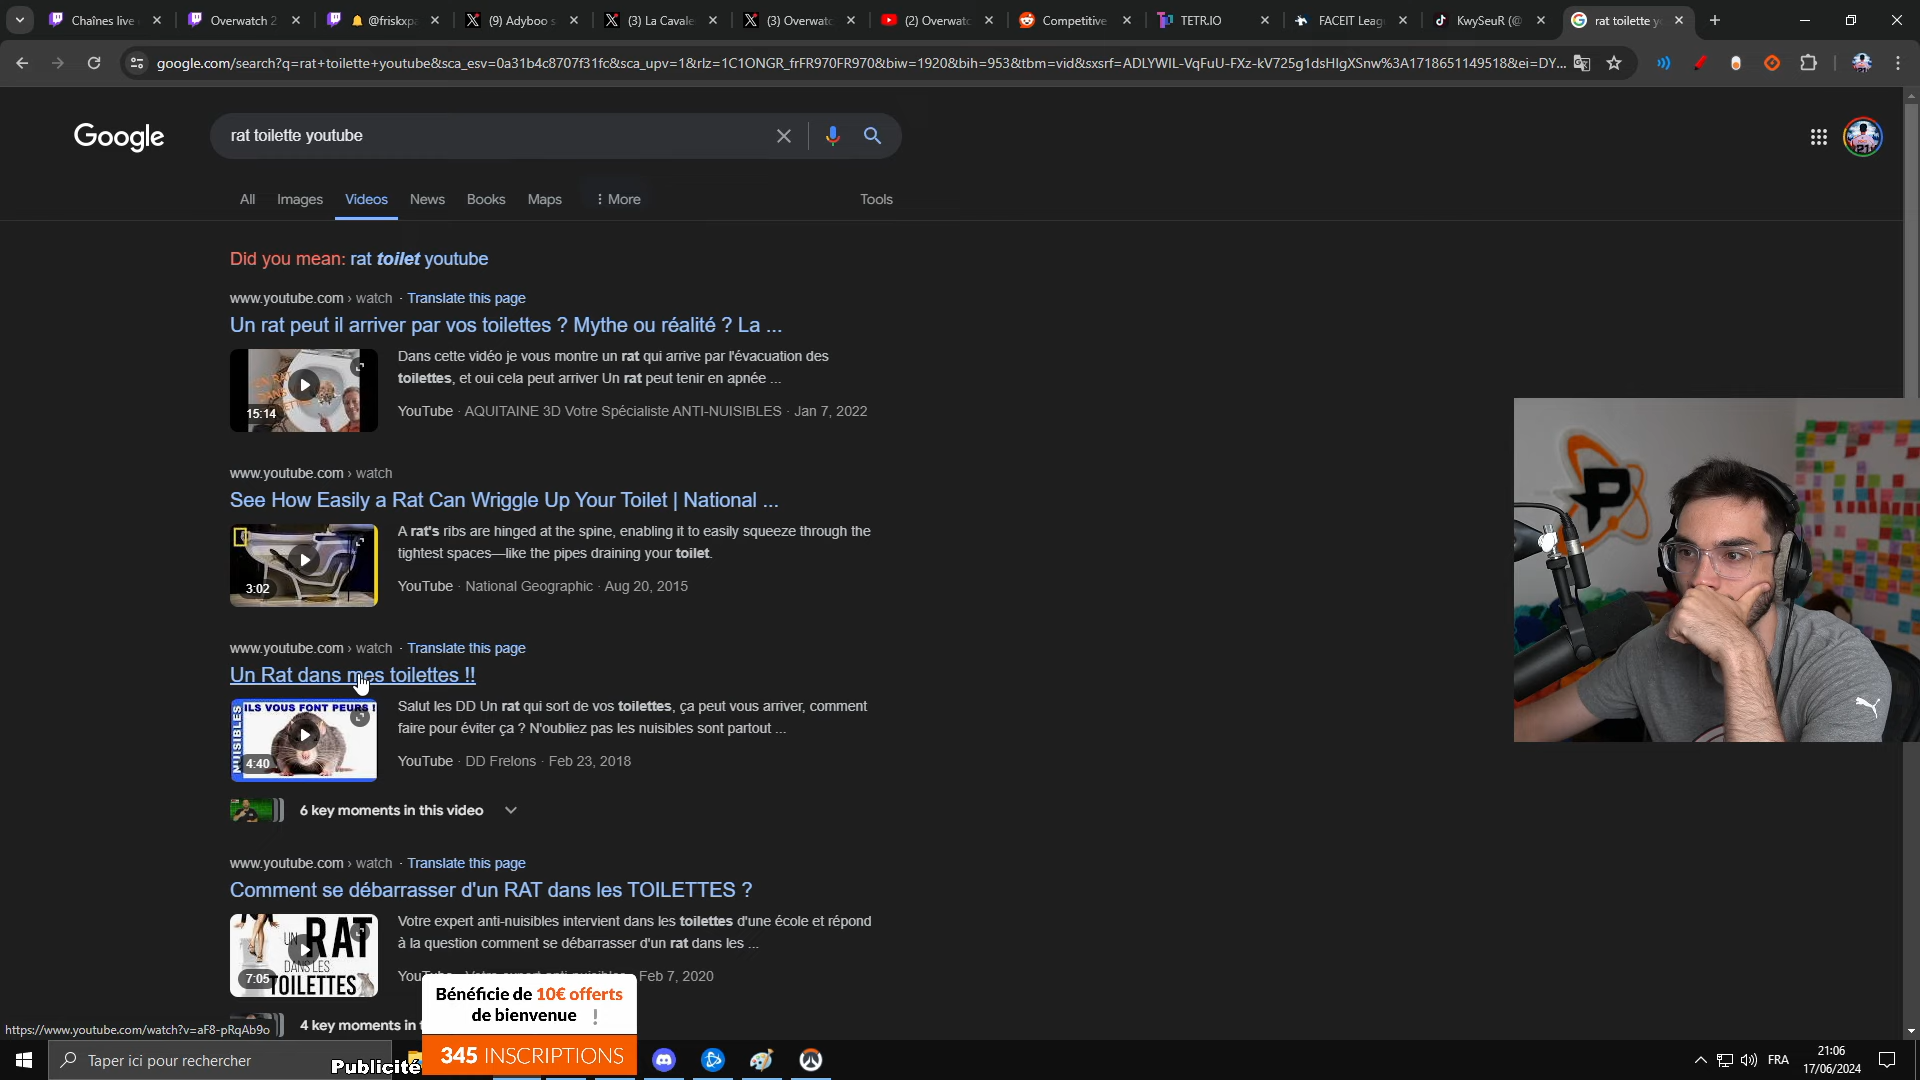 Chaînes live
Overwatch 2
@friskxpa
(9) Adyboo s
(3) La Cavale
(3) Overwatc
(2) Overwatc
Competitive
TETR.IO
FACEIT Leag
KwySeuR (@
rat toilette y
google.com/search?q=rat+toilette+youtube&sca_esv=0a31b4c8707f31fc&sca_upv=1&rlz=1C1ONGR_frFR970FR970&biw=1920&bih=953&tbm=vid&sxsrf=ADLYWIL-VqFuU-FXz-kV725g1dsHIgXSnw%3A1718651149518&ei=DY...
Google
rat toilette youtube
All
Images
Videos
News
Books
Maps
More
Tools
Did you mean: rat toilet youtube
www.youtube.com › watch · Translate this page
Un rat peut il arriver par vos toilettes ? Mythe ou réalité ? La ...
Dans cette vidéo je vous montre un rat qui arrive par l'évacuation des
toilettes, et oui cela peut arriver Un rat peut tenir en apnée ...
15:14
YouTube · AQUITAINE 3D Votre Spécialiste ANTI-NUISIBLES · Jan 7, 2022
www.youtube.com › watch
See How Easily a Rat Can Wriggle Up Your Toilet | National ...
A rat's ribs are hinged at the spine, enabling it to easily squeeze through the
tightest spaces—like the pipes draining your toilet.
3:02
YouTube · National Geographic · Aug 20, 2015
www.youtube.com › watch · Translate this page
Un Rat dans mes toilettes !!
ILS VOUS FONT PEURS !
NUISIBLES
4:40
Salut les DD Un rat qui sort de vos toilettes, ça peut vous arriver, comment
faire pour éviter ça ? N'oubliez pas les nuisibles sont partout ...
YouTube · DD Frelons · Feb 23, 2018
6 key moments in this video
www.youtube.com › watch · Translate this page
Comment se débarrasser d'un RAT dans les TOILETTES ?
UN RAT
DANS LES
TOILETTES
7:05
Votre expert anti-nuisibles intervient dans les toilettes d'une école et répond
à la question comment se débarrasser d'un rat dans les ...
Feb 7, 2020
4 key moments in
Bénéficie de 10€ offerts
de bienvenue !
345 INSCRIPTIONS
https://www.youtube.com/watch?v=aF8-pRqAb9o
Taper ici pour rechercher
Publicité
FRA
21:06
17/06/2024